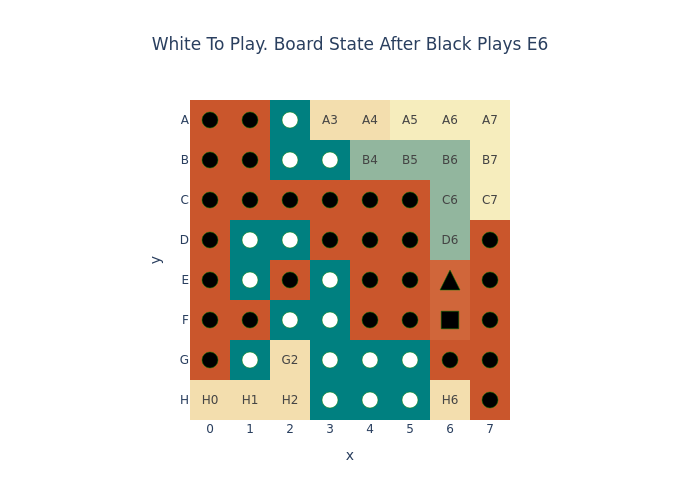 White To Play. Board State After Black Plays E6
A A3 A4 A5 A6 A7
B B4 B5 B6 B7
C C6 C7
D D6
E
F
G G2
H H0 H1 H2 H6
0 1 2 3 4 5 6 7
x
y